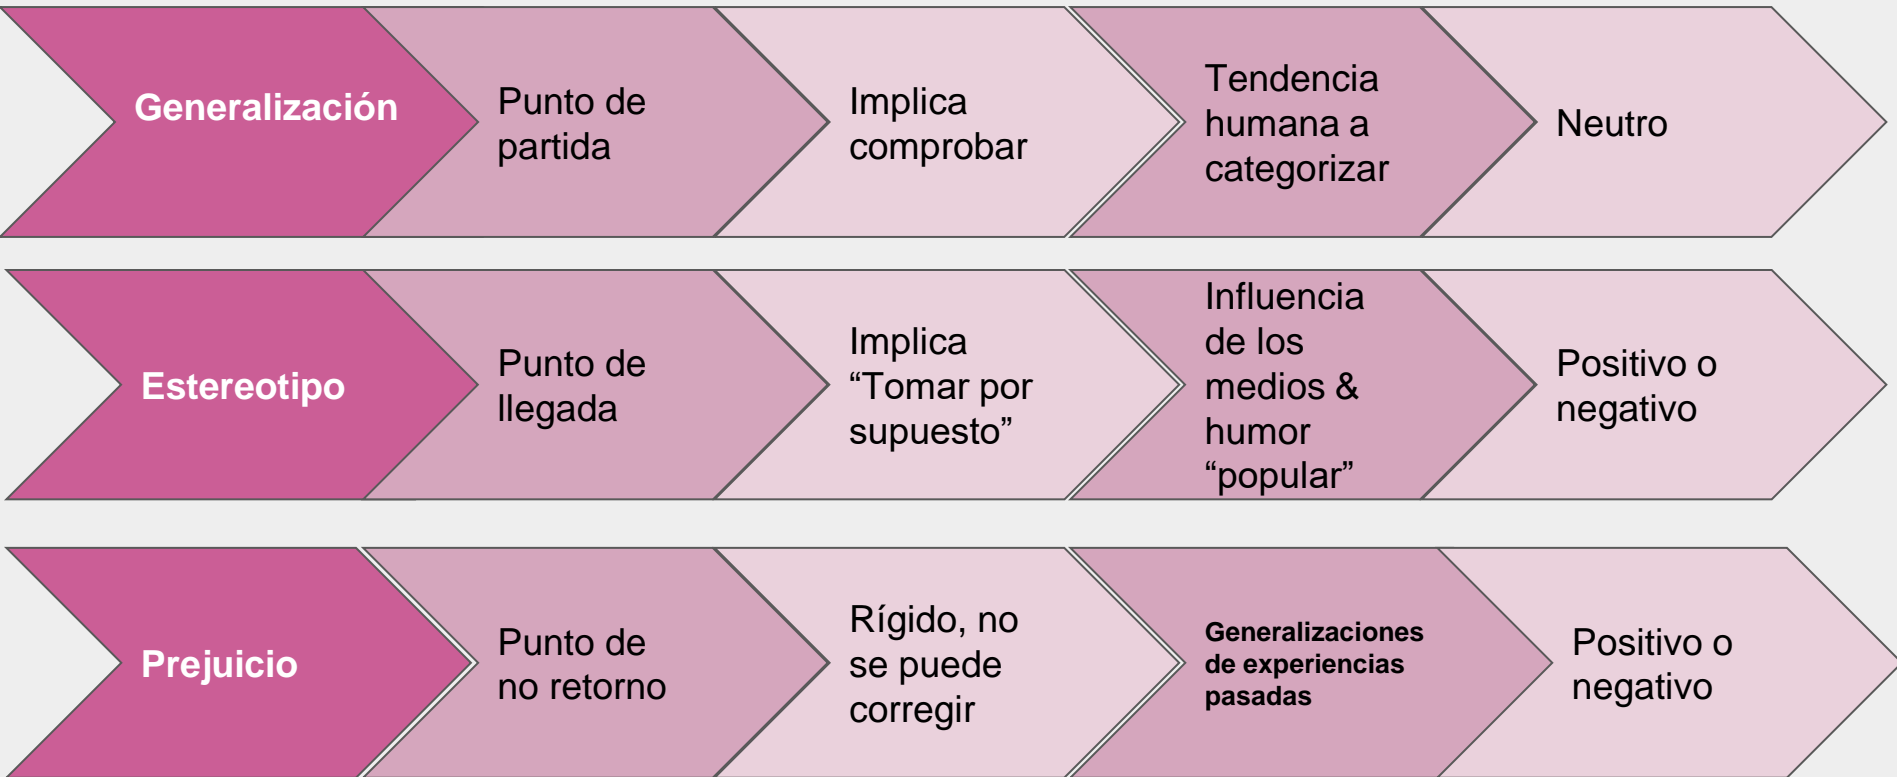 Generalización
Punto de
partida
Implica
comprobar
Tendencia
humana a
categorizar
Neutro
Estereotipo
Punto de
llegada
Implica
“Tomar por
supuesto”
Influencia
de los
medios &
humor
“popular”
Positivo o
negativo
Prejuicio
Punto de
no retorno
Rígido, no
se puede
corregir
Generalizaciones
de experiencias
pasadas
Positivo o
negativo